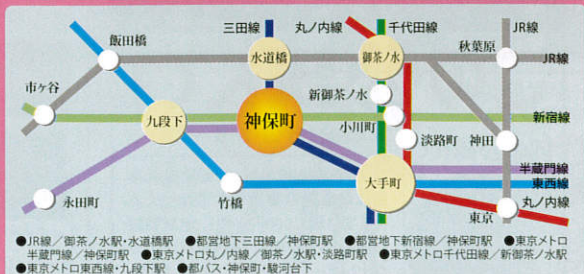 三田線 丸ノ内線 千代田線 JR線
飯田橋 水道橋 御茶ノ水 秋葉原 JR線
市ヶ谷 新御茶ノ水
九段下 神保町 小川町 新宿線
淡路町 神田
半蔵門線
大手町 東西線
永田町 竹橋 東京 丸ノ内線
●JR線／御茶ノ水駅・水道橋駅 ●都営地下三田線／神保町駅 ●都営地下新宿線／神保町駅 ●東京メトロ
半蔵門線／神保町駅 ●東京メトロ丸ノ内線／御茶ノ水駅・淡路町駅 ●東京メトロ千代田線／新御茶ノ水駅
●東京メトロ東西線・九段下駅 ●都バス・神保町・駿河台下